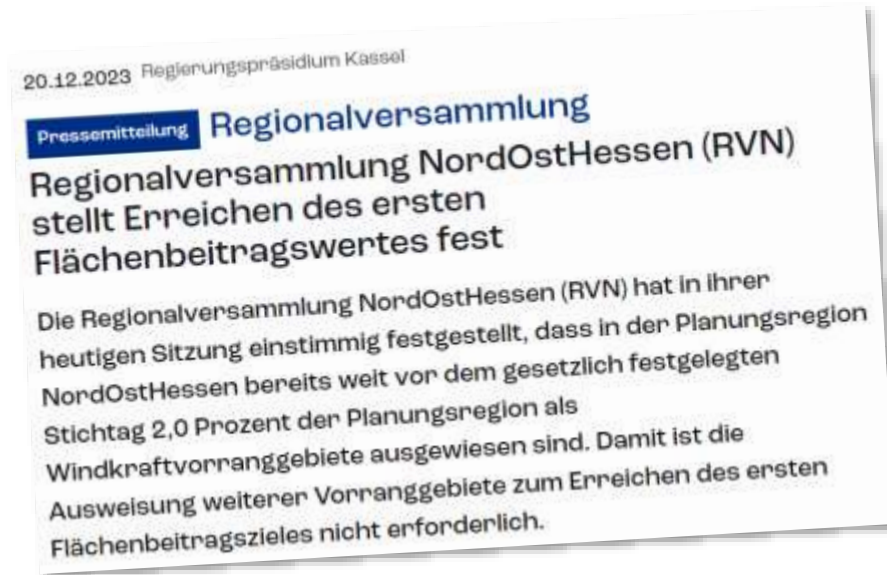 20.12.2023 Regierungspräsidium Kassel
Pressemitteilung Regionalversammlung
Regionalversammlung NordOstHessen (RVN)
stellt Erreichen des ersten
Flächenbeitragswertes fest
Die Regionalversammlung NordOstHessen (RVN) hat in ihrer
heutigen Sitzung einstimmig festgestellt, dass in der Planungsregion
NordOstHessen bereits weit vor dem gesetzlich festgelegten
Stichtag 2,0 Prozent der Planungsregion als
Windkraftvorranggebiete ausgewiesen sind. Damit ist die
Ausweisung weiterer Vorranggebiete zum Erreichen des ersten
Flächenbeitragszieles nicht erforderlich.